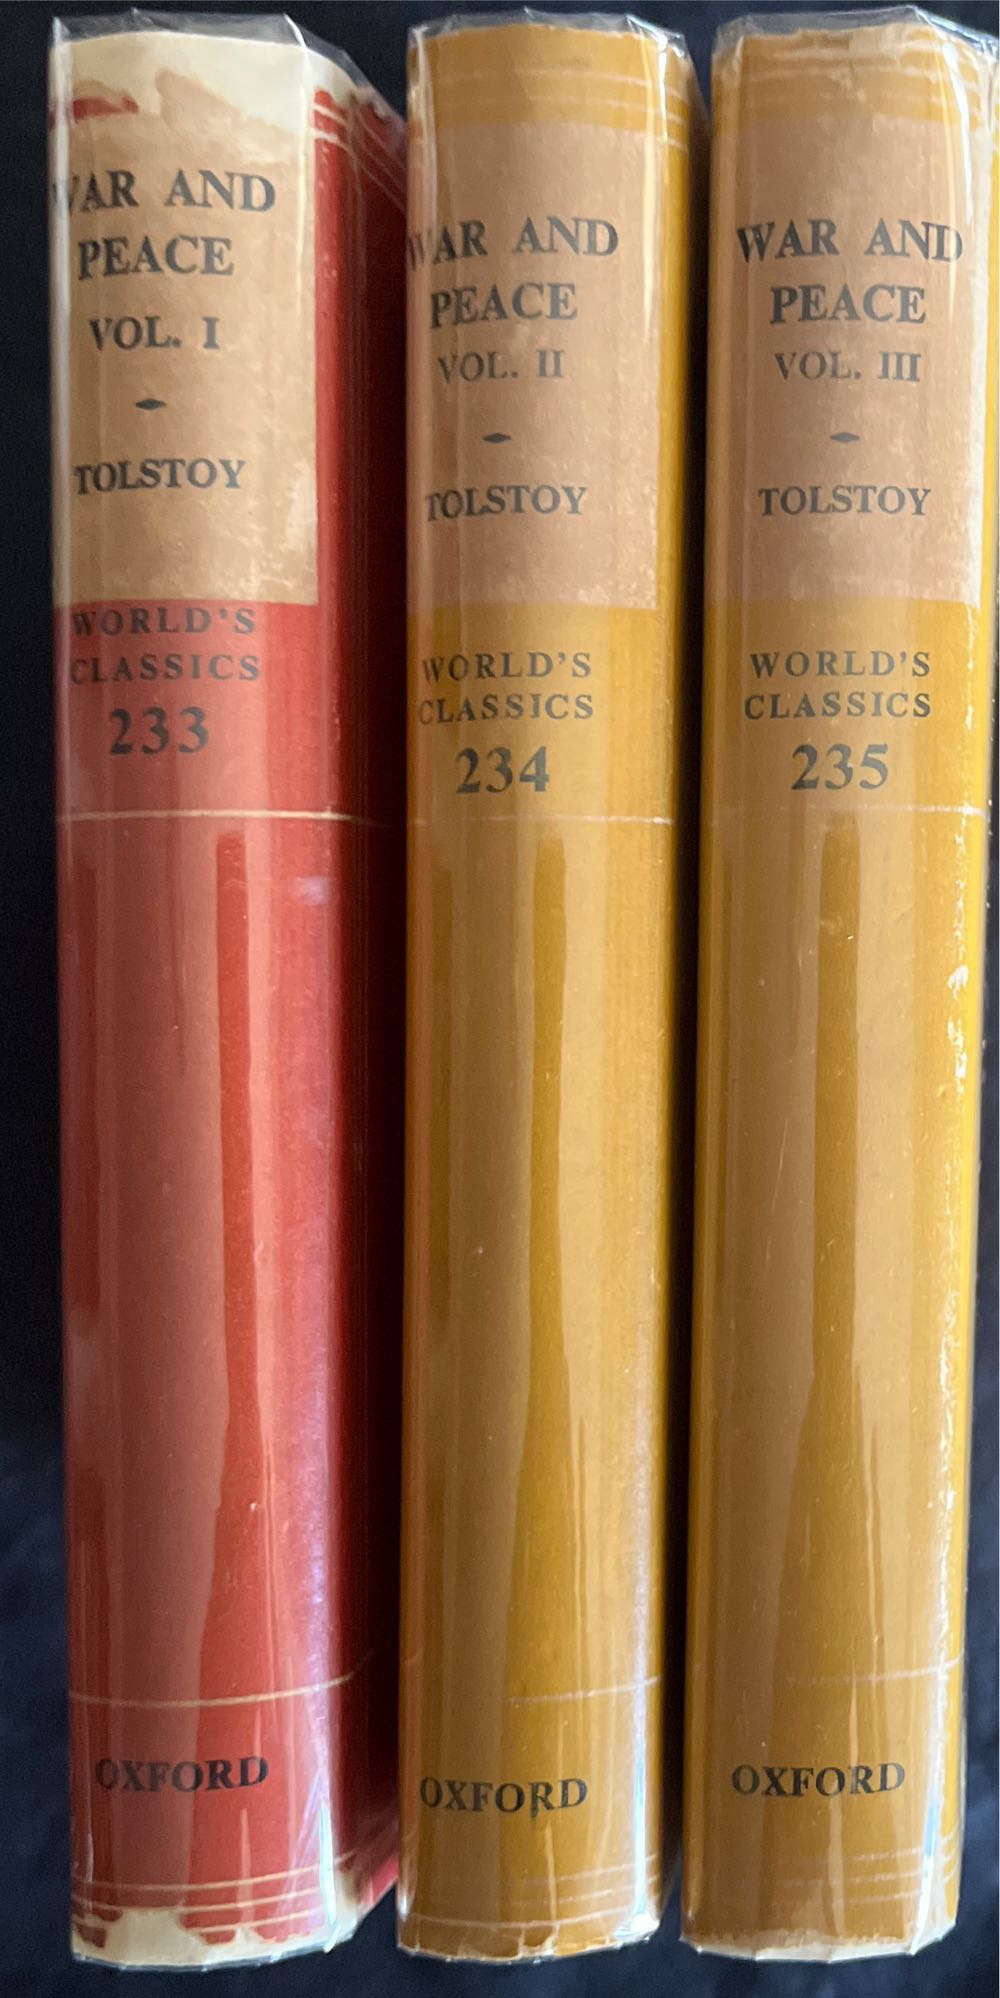 WAR AND
PEACE
VOL. I
TOLSTOY
WORLD'S
CLASSICS
233
OXFORD
WAR AND
PEACE
VOL. II
TOLSTOY
WORLD'S
CLASSICS
234
OXFORD
WAR AND
PEACE
VOL. III
TOLSTOY
WORLD'S
CLASSICS
235
OXFORD